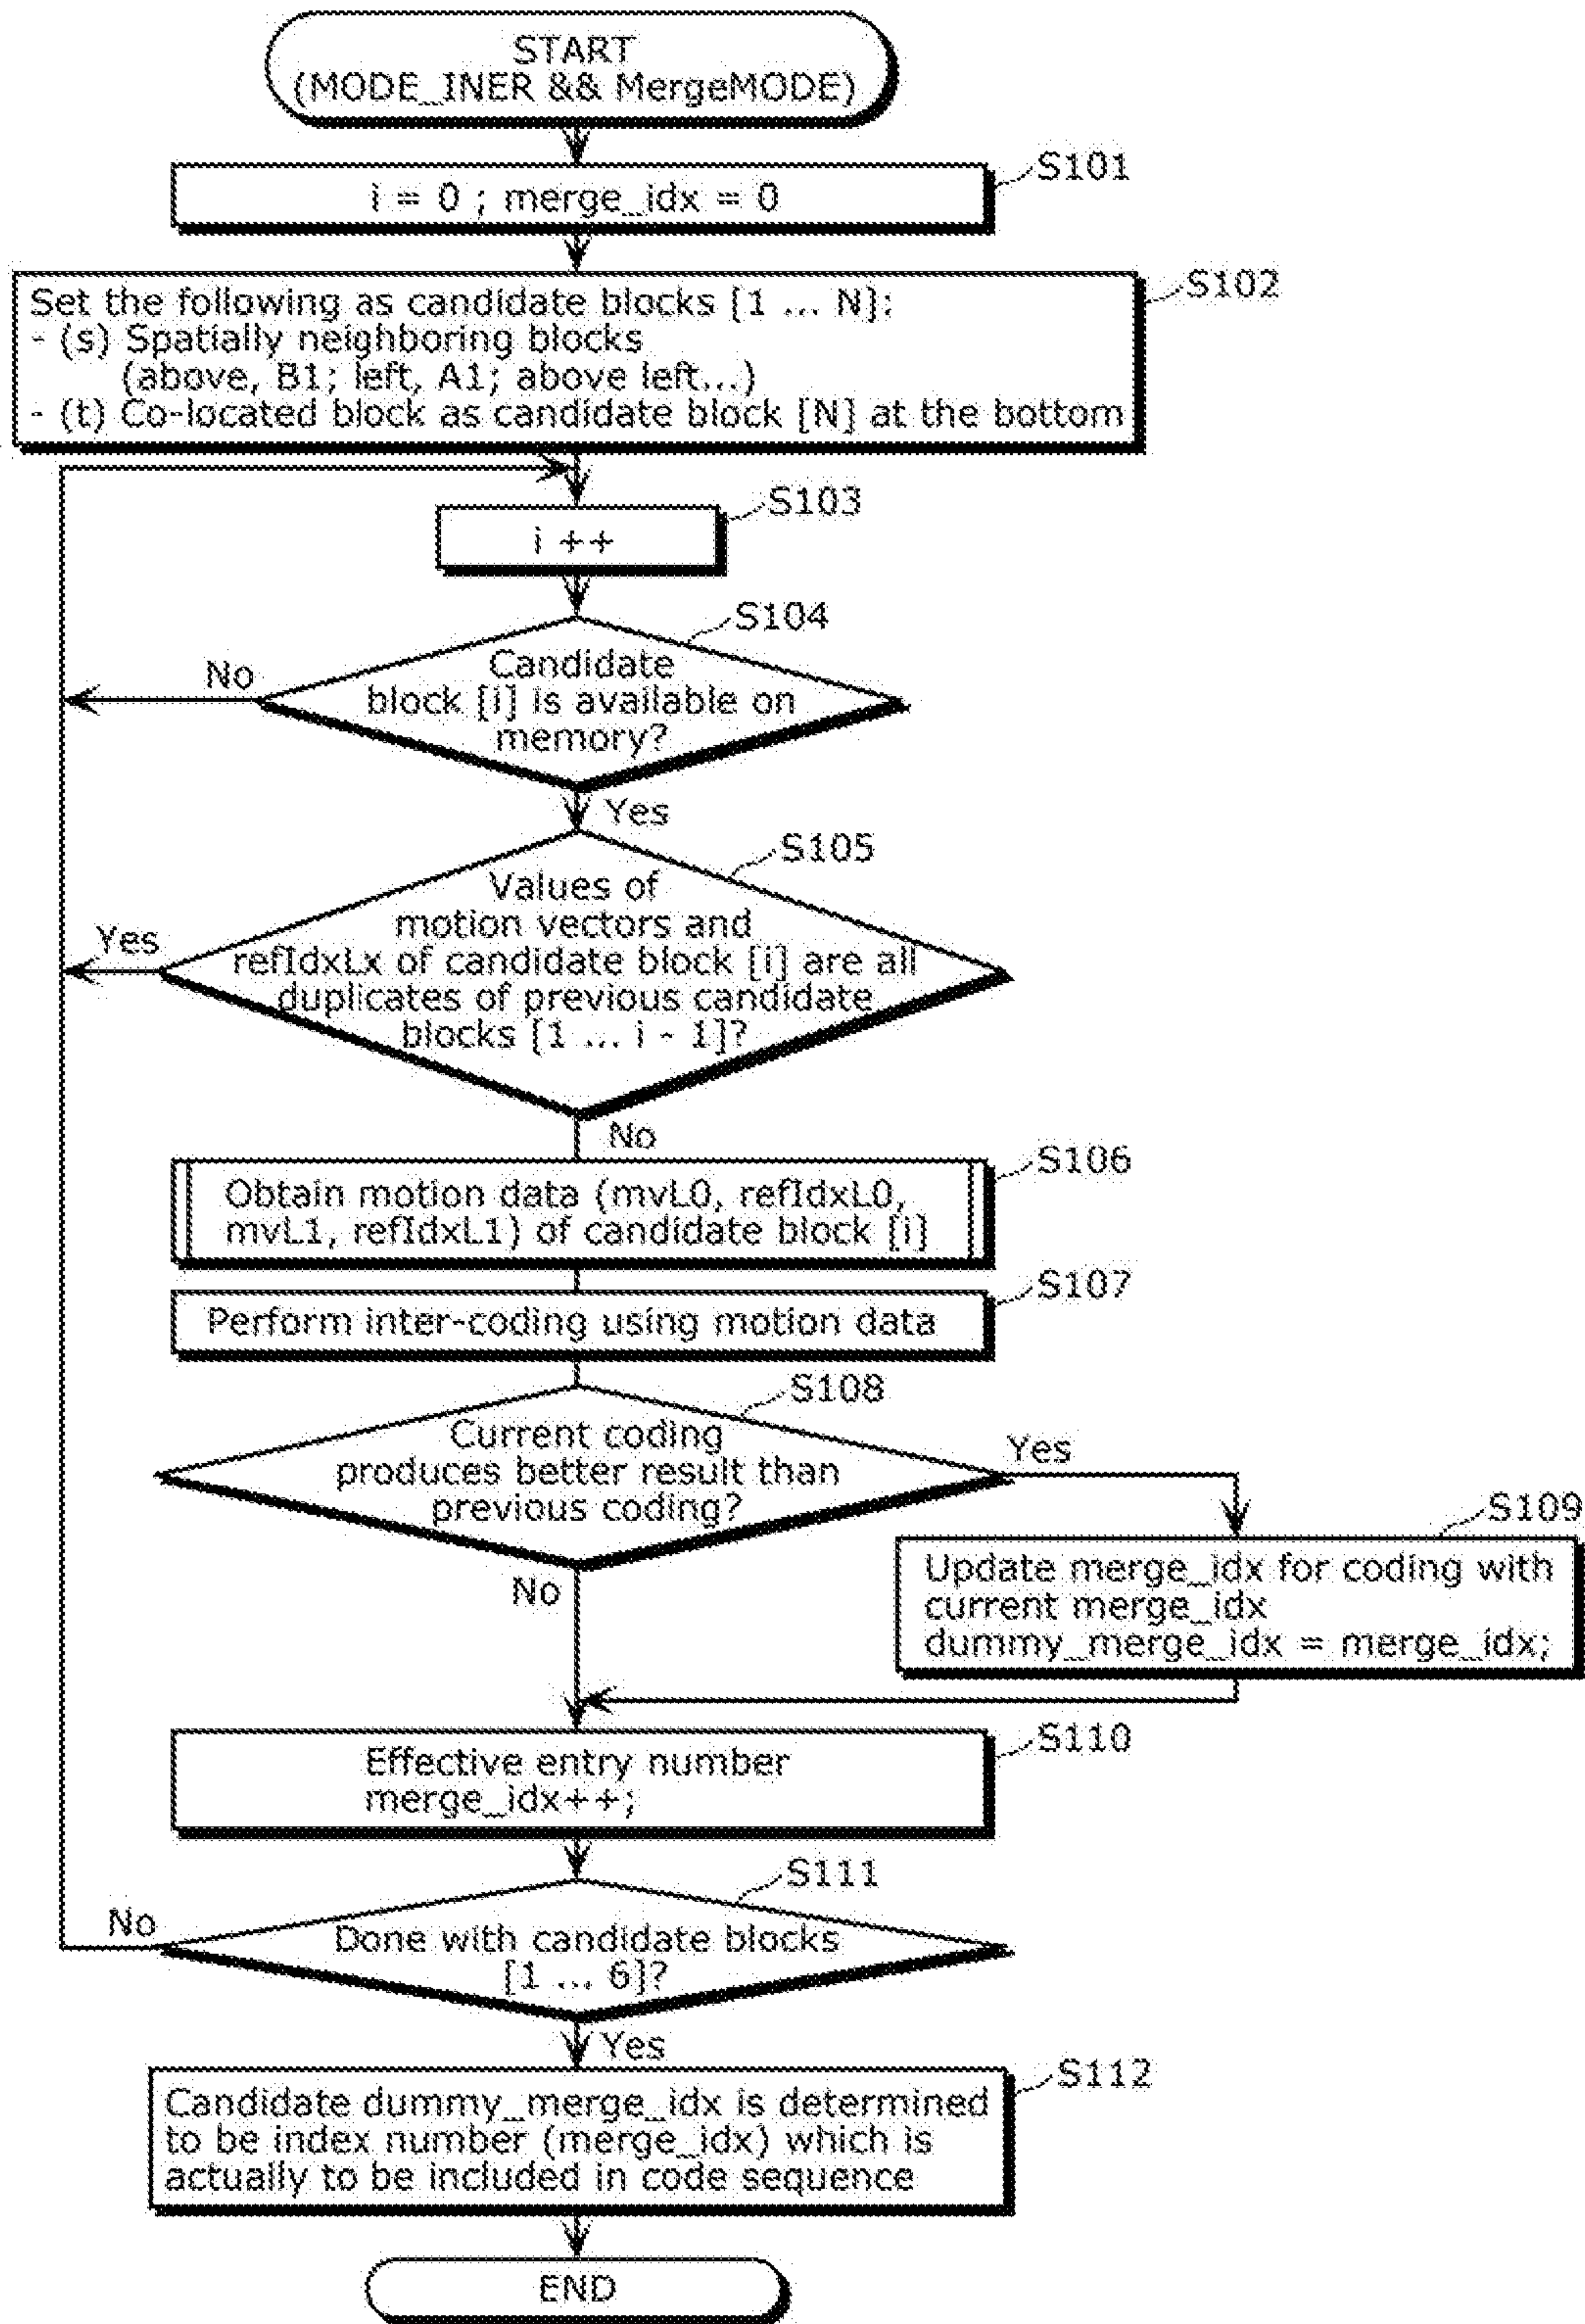 START
(MODE_INER && MergeMODE)
S101
i = 0 ; merge_idx = 0
S102
Set the following as candidate blocks [1 ... N]:
- (s) Spatially neighboring blocks
(above, B1; left, A1; above left...)
- (t) Co-located block as candidate block [N] at the bottom
S103
i ++
S104
No
Candidate
block [i] is available on
memory?
Yes
S105
Yes
Values of
motion vectors and
refIdxLx of candidate block [i] are all
duplicates of previous candidate
blocks [1 ... i - 1]?
No
S106
Obtain motion data (mvL0, refIdxL0,
mvL1, refIdxL1) of candidate block [i]
S107
Perform inter-coding using motion data
S108
Current coding
produces better result than
previous coding?
Yes
No
S109
Update merge_idx for coding with
current merge_idx
dummy_merge_idx = merge_idx;
S110
Effective entry number
merge_idx++;
S111
No
Done with candidate blocks
[1 ... 6]?
Yes
S112
Candidate dummy_merge_idx is determined
to be index number (merge_idx) which is
actually to be included in code sequence
END